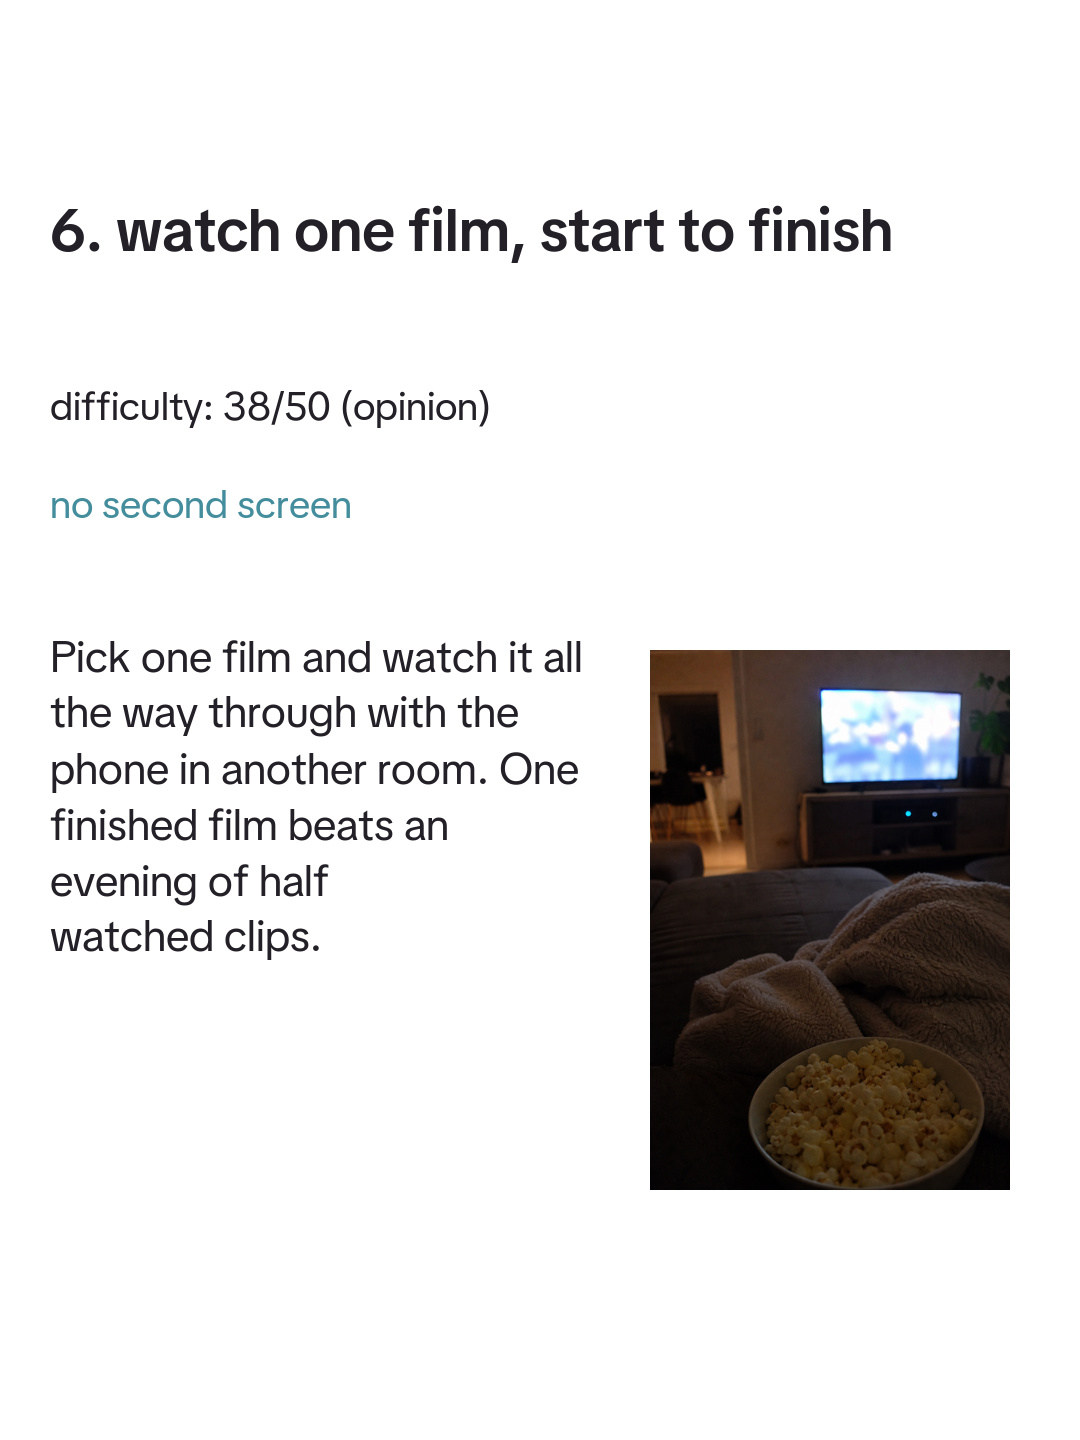 6. watch one film, start to finish
difficulty: 38/50 (opinion)
no second screen
Pick one film and watch it all
the way through with the
phone in another room. One
finished film beats an
evening of half
watched clips.